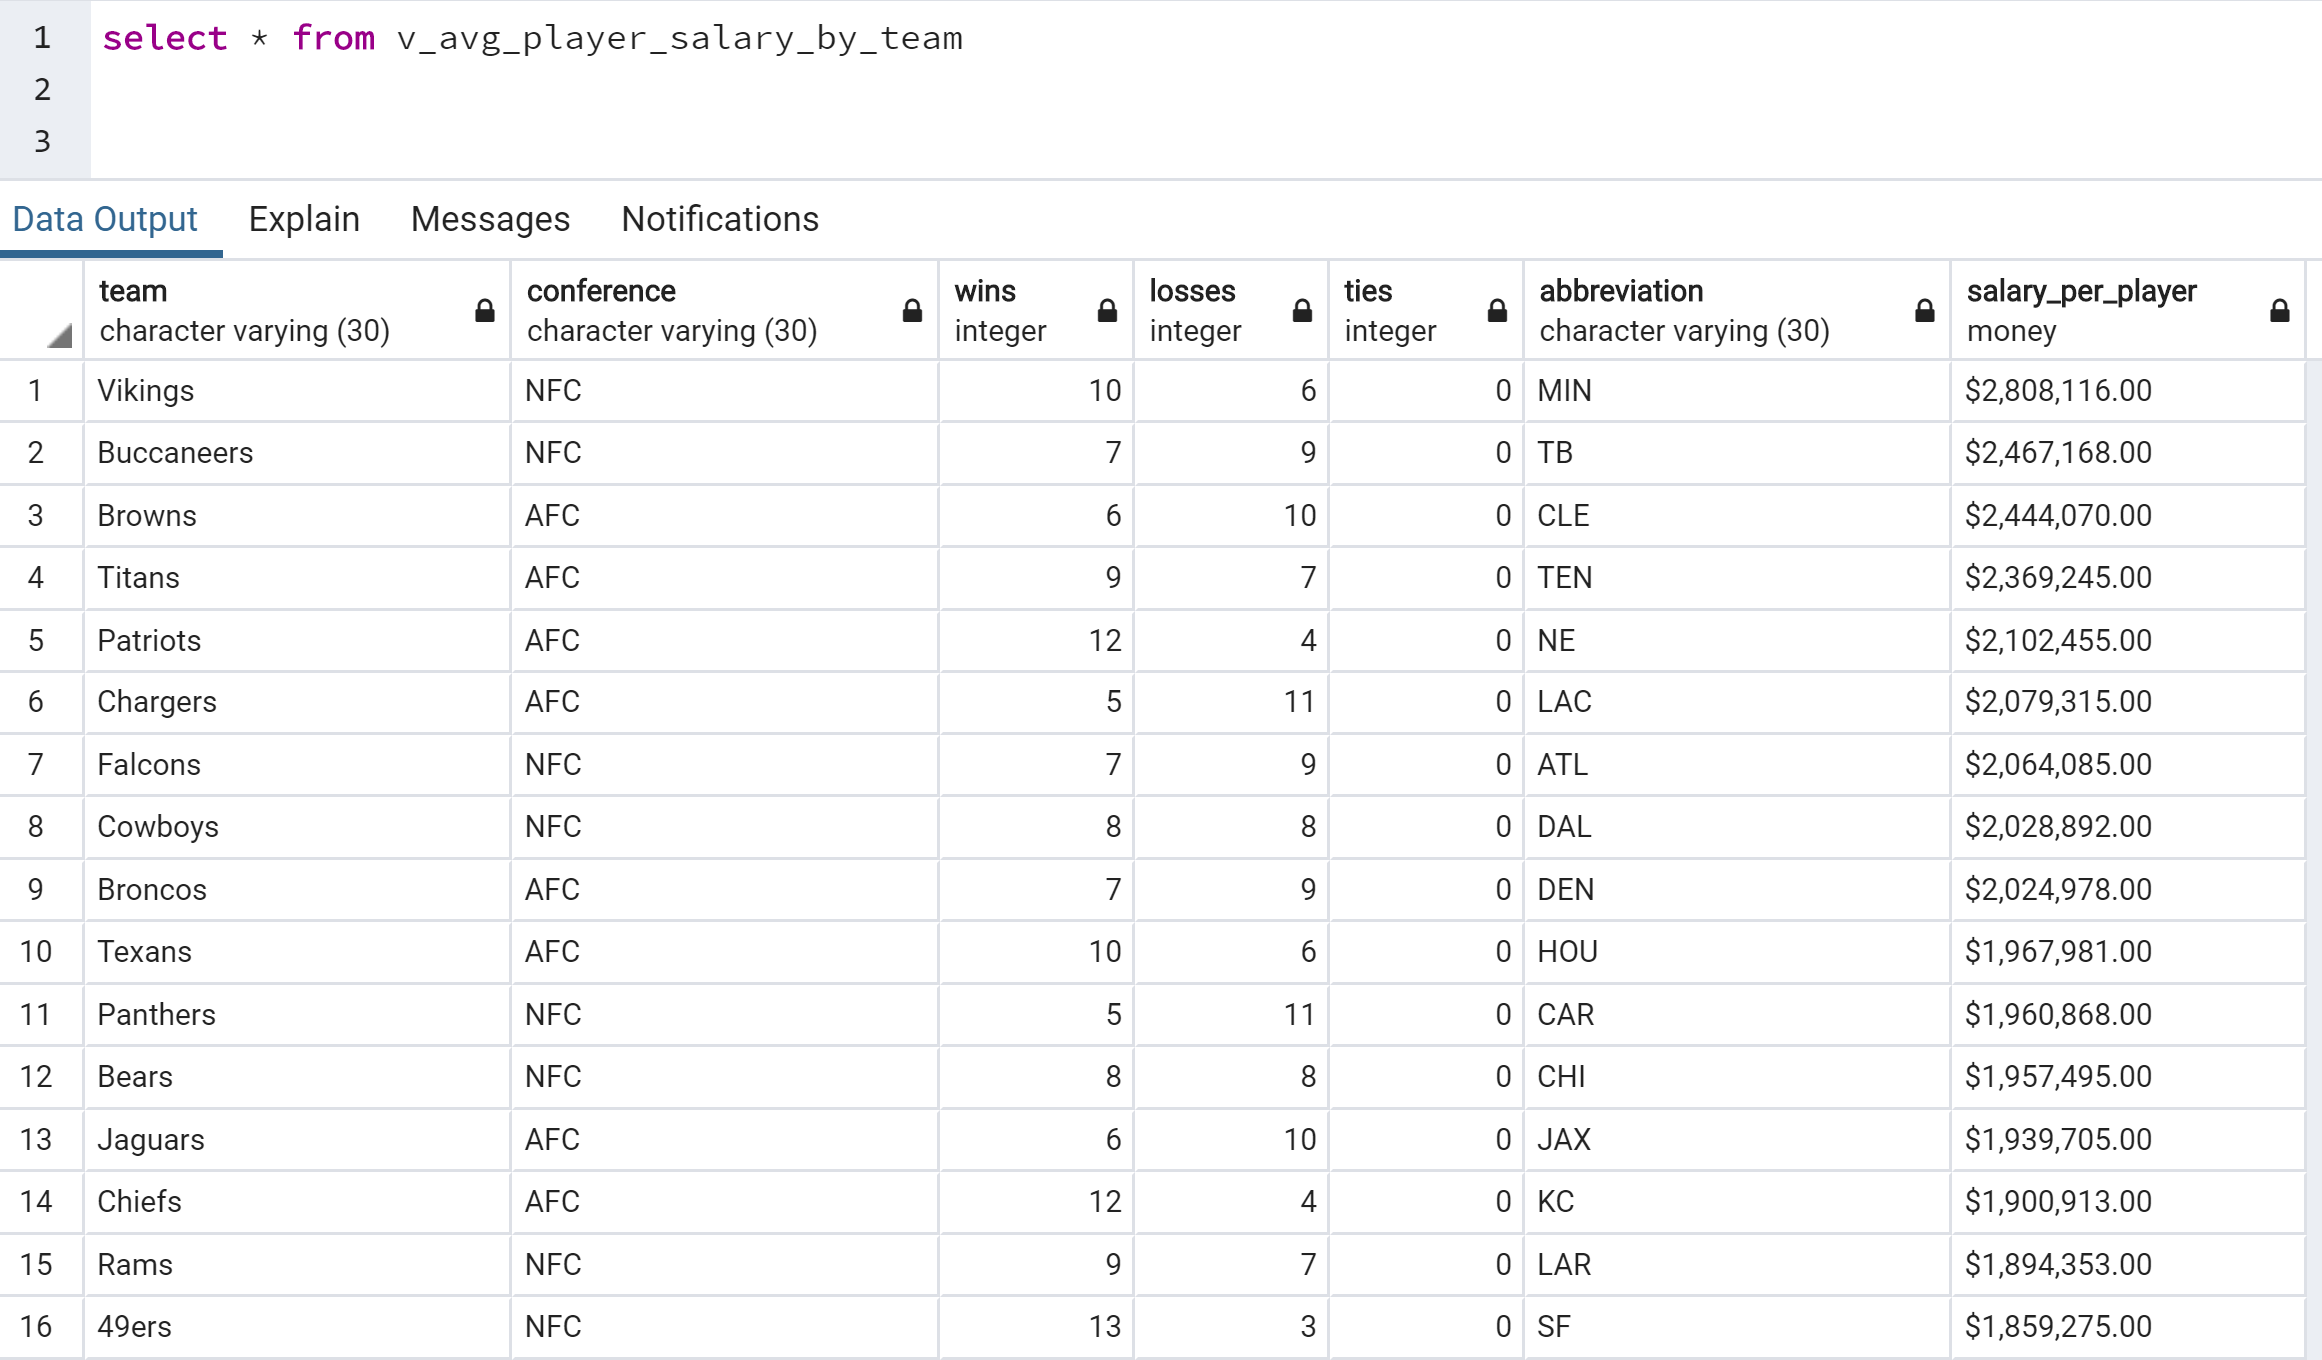 1 select * from v_avg_player_salary_by_team
2
3
Data Output Explain Messages Notifications
team conference wins losses ties abbreviation salary_per_player
character varying (30) character varying (30) integer integer integer character varying (30) money
1 Vikings NFC 10 6 0 MIN $2,808,116.00
2 Buccaneers NFC 7 9 0 TB $2,467,168.00
3 Browns AFC 6 10 0 CLE $2,444,070.00
4 Titans AFC 9 7 0 TEN $2,369,245.00
5 Patriots AFC 12 4 0 NE $2,102,455.00
6 Chargers AFC 5 11 0 LAC $2,079,315.00
7 Falcons NFC 7 9 0 ATL $2,064,085.00
8 Cowboys NFC 8 8 0 DAL $2,028,892.00
9 Broncos AFC 7 9 0 DEN $2,024,978.00
10 Texans AFC 10 6 0 HOU $1,967,981.00
11 Panthers NFC 5 11 0 CAR $1,960,868.00
12 Bears NFC 8 8 0 CHI $1,957,495.00
13 Jaguars AFC 6 10 0 JAX $1,939,705.00
14 Chiefs AFC 12 4 0 KC $1,900,913.00
15 Rams NFC 9 7 0 LAR $1,894,353.00
16 49ers NFC 13 3 0 SF $1,859,275.00